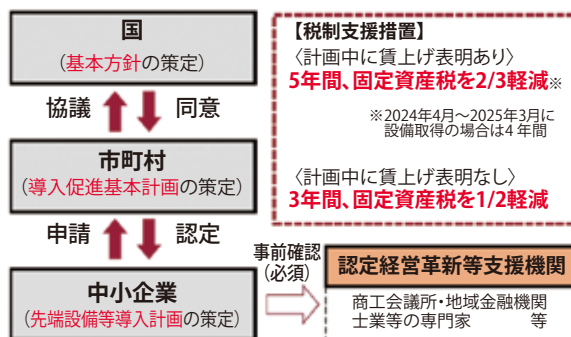 国
(基本方針の策定)
協議
同意
市町村
(導入促進基本計画の策定)
申請
認定
中小企業
(先端設備等導入計画の策定)
【税制支援措置】
〈計画中に賃上げ表明あり〉
5年間、固定資産税を2/3軽減※
※2024年4月～2025年3月に
設備取得の場合は4年間
〈計画中に賃上げ表明なし〉
3年間、固定資産税を1/2軽減
事前確認
(必須)
認定経営革新等支援機関
商工会議所・地域金融機関
士業等の専門家　　　等